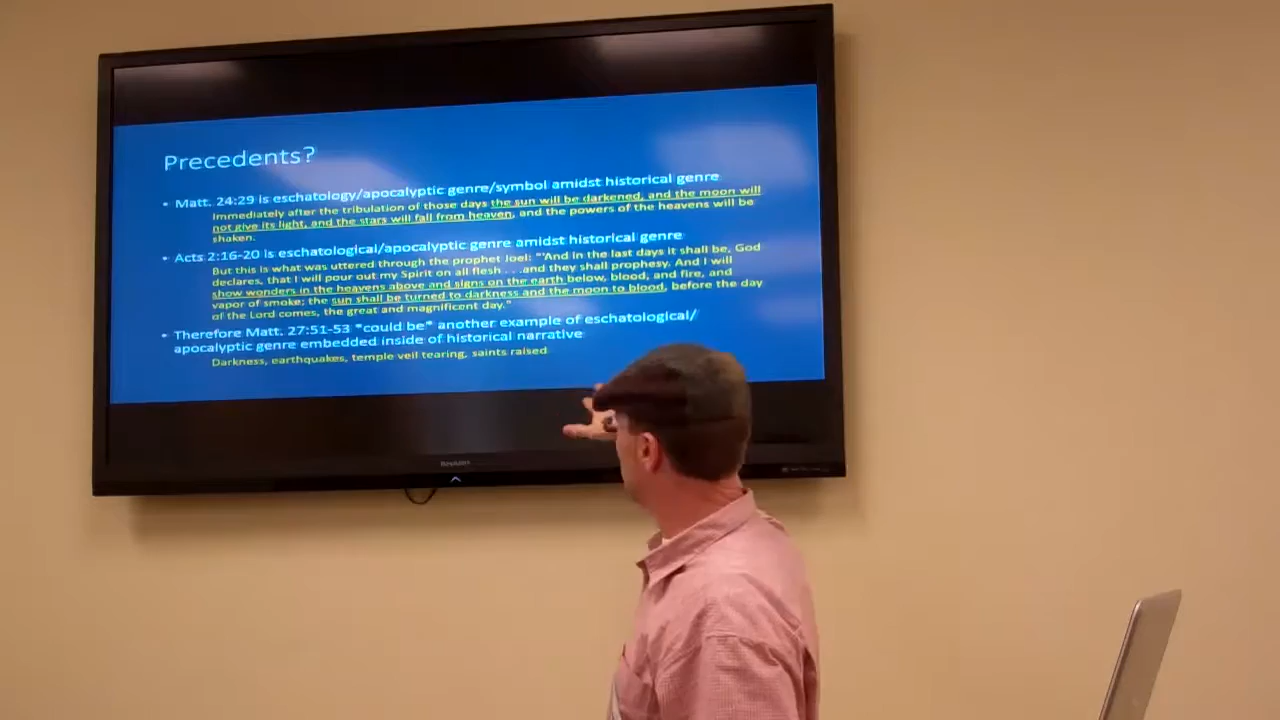 Precedents?
• Matt. 24:29 is eschatology/apocalyptic genre/symbol amidst historical genre
Immediately after the tribulation of those days the sun will be darkened, and the moon will
not give its light, and the stars will fall from heaven, and the powers of the heavens will be
shaken.
• Acts 2:16-20 is eschatological/apocalyptic genre amidst historical genre
But this is what was uttered through the prophet Joel: "'And in the last days it shall be, God
declares, that I will pour out my Spirit on all flesh . . .and they shall prophesy. And I will
show wonders in the heavens above and signs on the earth below, blood, and fire, and
vapor of smoke; the sun shall be turned to darkness and the moon to blood, before the day
of the Lord comes, the great and magnificent day."
• Therefore Matt. 27:51-53 *could be* another example of eschatological/
apocalyptic genre embedded inside of historical narrative
Darkness, earthquakes, temple veil tearing, saints raised